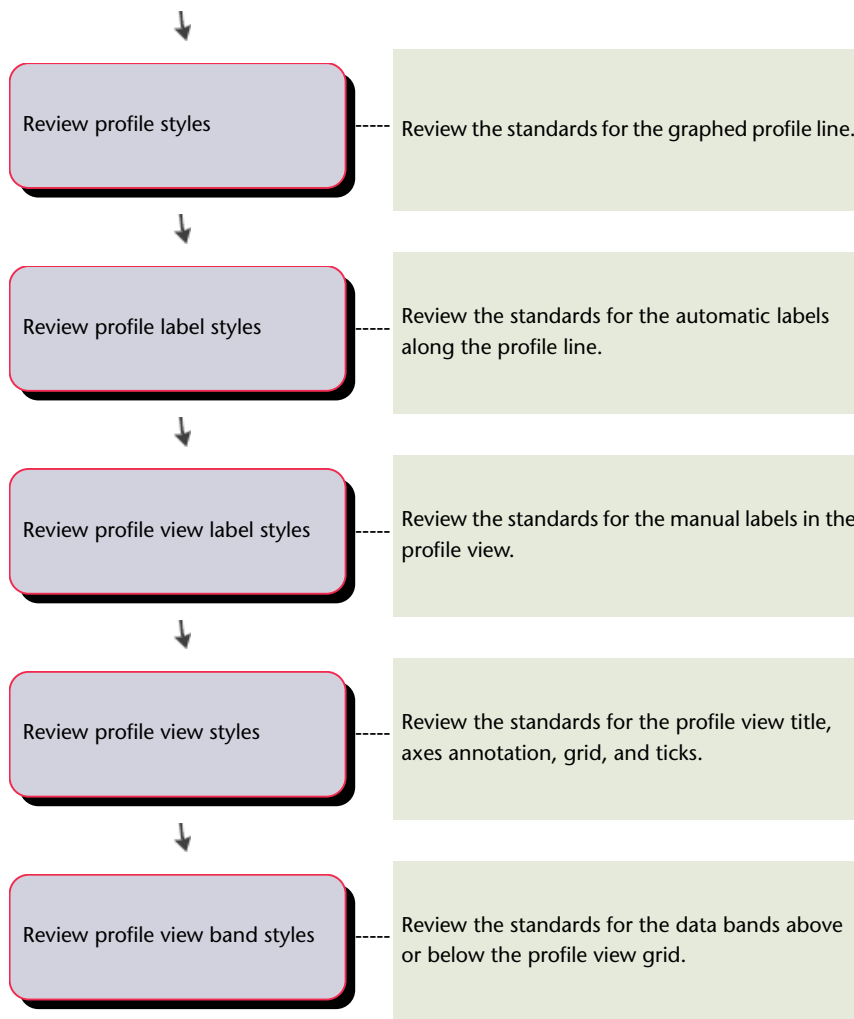 Review profile styles
Review the standards for the graphed profile line.
Review profile label styles
Review the standards for the automatic labels
along the profile line.
Review profile view label styles
Review the standards for the manual labels in the
profile view.
Review profile view styles
Review the standards for the profile view title,
axes annotation, grid, and ticks.
Review profile view band styles
Review the standards for the data bands above
or below the profile view grid.